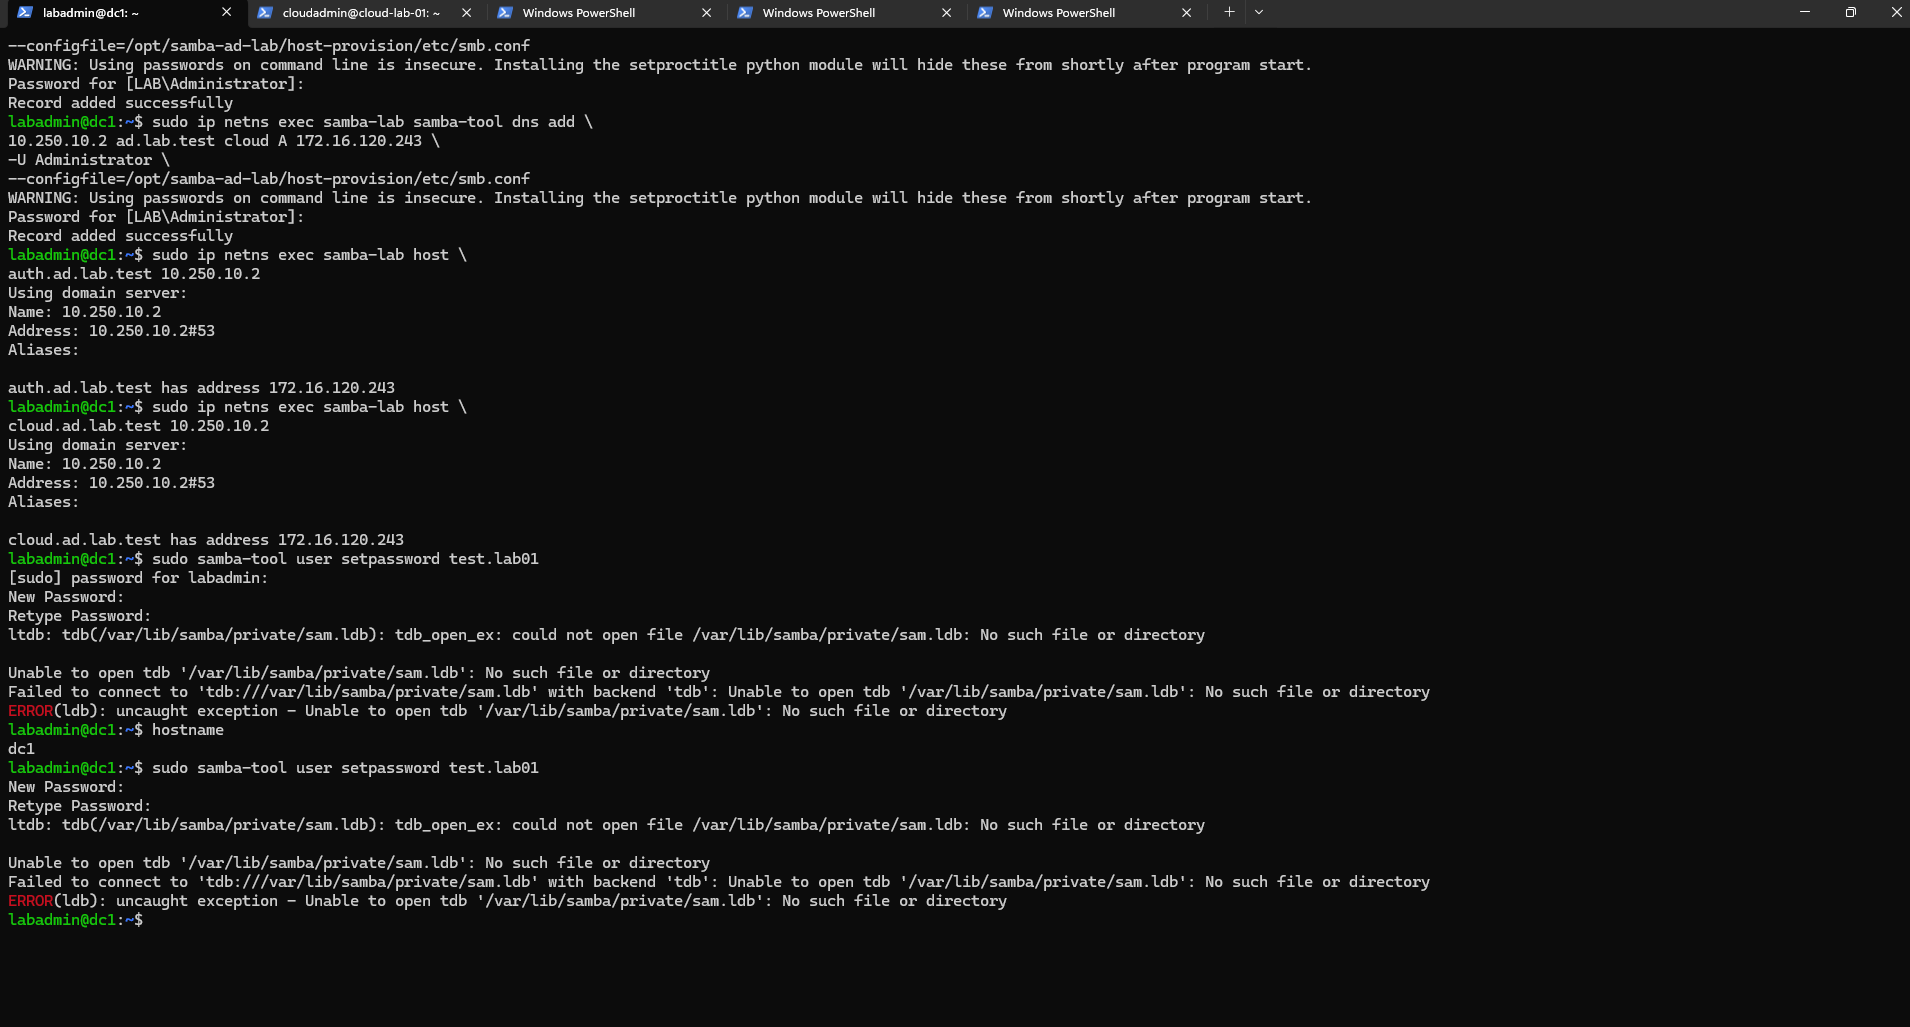 labadmin@dc1: ~
cloudadmin@cloud-lab-01: ~
Windows PowerShell
Windows PowerShell
Windows PowerShell
--configfile=/opt/samba-ad-lab/host-provision/etc/smb.conf
WARNING: Using passwords on command line is insecure. Installing the setproctitle python module will hide these from shortly after program start.
Password for [LAB\Administrator]:
Record added successfully
labadmin@dc1:~$ sudo ip netns exec samba-lab samba-tool dns add \
10.250.10.2 ad.lab.test cloud A 172.16.120.243 \
-U Administrator \
--configfile=/opt/samba-ad-lab/host-provision/etc/smb.conf
WARNING: Using passwords on command line is insecure. Installing the setproctitle python module will hide these from shortly after program start.
Password for [LAB\Administrator]:
Record added successfully
labadmin@dc1:~$ sudo ip netns exec samba-lab host \
auth.ad.lab.test 10.250.10.2
Using domain server:
Name: 10.250.10.2
Address: 10.250.10.2#53
Aliases:

auth.ad.lab.test has address 172.16.120.243
labadmin@dc1:~$ sudo ip netns exec samba-lab host \
cloud.ad.lab.test 10.250.10.2
Using domain server:
Name: 10.250.10.2
Address: 10.250.10.2#53
Aliases:

cloud.ad.lab.test has address 172.16.120.243
labadmin@dc1:~$ sudo samba-tool user setpassword test.lab01
[sudo] password for labadmin:
New Password:
Retype Password:
ltdb: tdb(/var/lib/samba/private/sam.ldb): tdb_open_ex: could not open file /var/lib/samba/private/sam.ldb: No such file or directory

Unable to open tdb '/var/lib/samba/private/sam.ldb': No such file or directory
Failed to connect to 'tdb:///var/lib/samba/private/sam.ldb' with backend 'tdb': Unable to open tdb '/var/lib/samba/private/sam.ldb': No such file or directory
ERROR(ldb): uncaught exception - Unable to open tdb '/var/lib/samba/private/sam.ldb': No such file or directory
labadmin@dc1:~$ hostname
dc1
labadmin@dc1:~$ sudo samba-tool user setpassword test.lab01
New Password:
Retype Password:
ltdb: tdb(/var/lib/samba/private/sam.ldb): tdb_open_ex: could not open file /var/lib/samba/private/sam.ldb: No such file or directory

Unable to open tdb '/var/lib/samba/private/sam.ldb': No such file or directory
Failed to connect to 'tdb:///var/lib/samba/private/sam.ldb' with backend 'tdb': Unable to open tdb '/var/lib/samba/private/sam.ldb': No such file or directory
ERROR(ldb): uncaught exception - Unable to open tdb '/var/lib/samba/private/sam.ldb': No such file or directory
labadmin@dc1:~$